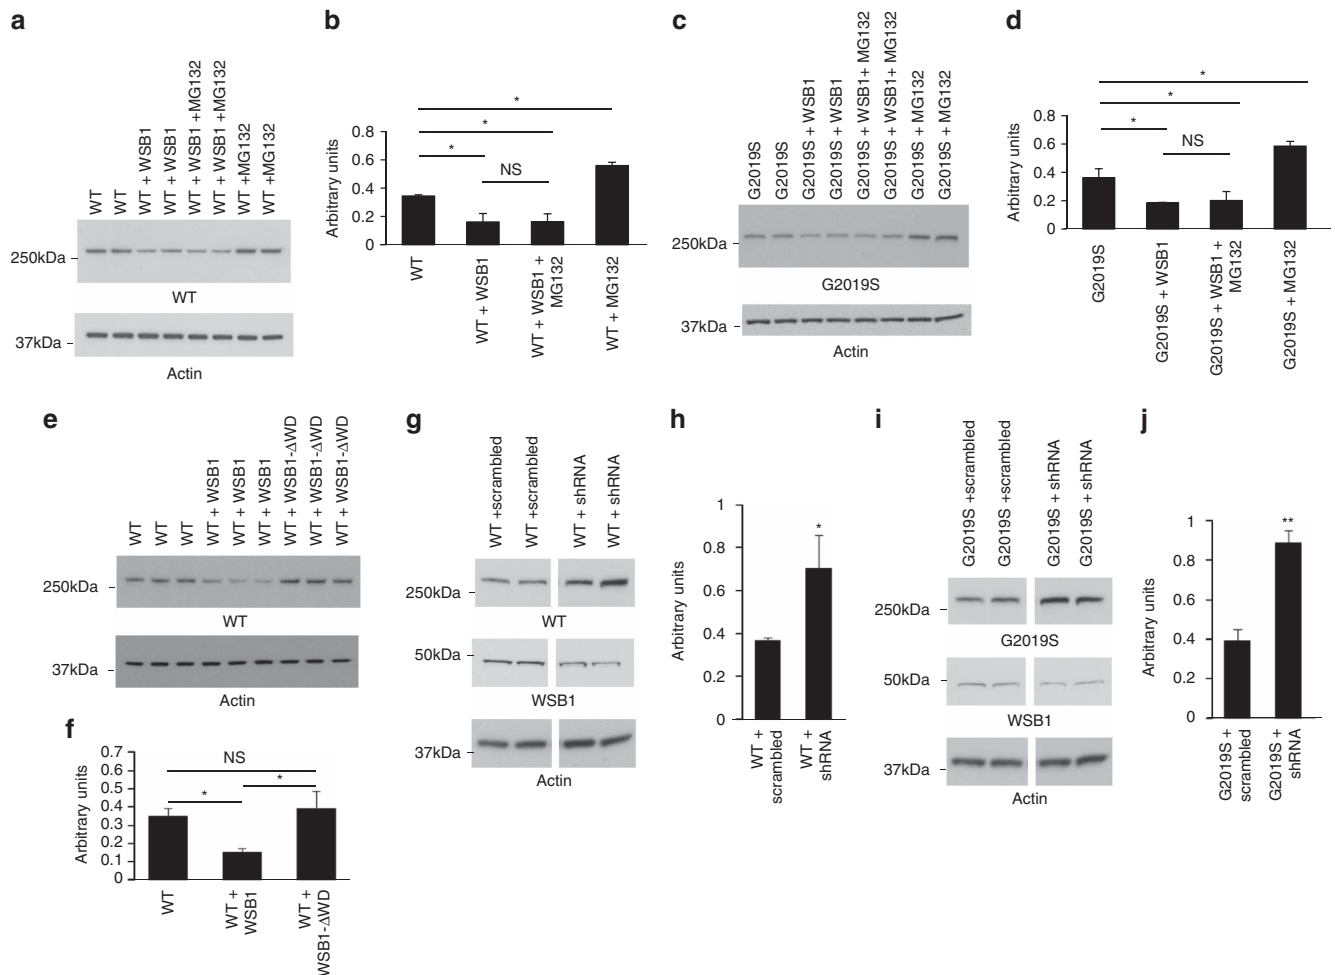 a
WT
WT
WT + WSB1
WT + WSB1
WT + WSB1 +MG132
WT + WSB1 +MG132
WT +MG132
WT +MG132
250kDa
WT
37kDa
Actin
b
Arbitrary units
0.8
0.6
0.4
0.2
0
*
*
*
NS
WT
WT + WSB1
WT + WSB1 +
MG132
WT + MG132
c
G2019S
G2019S
G2019S + WSB1
G2019S + WSB1
G2019S + WSB1+ MG132
G2019S + WSB1+ MG132
G2019S + MG132
G2019S + MG132
250kDa
G2019S
37kDa
Actin
d
Arbitrary units
0.8
0.6
0.4
0.2
0
*
*
*
NS
G2019S
G2019S + WSB1
G2019S + WSB1 +
MG132
G2019S + MG132
e
WT
WT
WT
WT + WSB1
WT + WSB1
WT + WSB1
WT + WSB1-ΔWD
WT + WSB1-ΔWD
WT + WSB1-ΔWD
250kDa
WT
37kDa
Actin
f
Arbitrary units
0.7
0.6
0.5
0.4
0.3
0.2
0.1
0
NS
*
*
WT
WT +
WSB1
WT +
WSB1-ΔWD
g
WT +scrambled
WT +scrambled
WT + shRNA
WT + shRNA
250kDa
WT
50kDa
WSB1
37kDa
Actin
h
Arbitrary units
1
0.8
0.6
0.4
0.2
0
*
WT +
scrambled
WT +
shRNA
i
G2019S +scrambled
G2019S +scrambled
G2019S + shRNA
G2019S + shRNA
250kDa
G2019S
50kDa
WSB1
37kDa
Actin
j
Arbitrary units
1
0.8
0.6
0.4
0.2
0
**
G2019S +
scrambled
G2019S +
shRNA